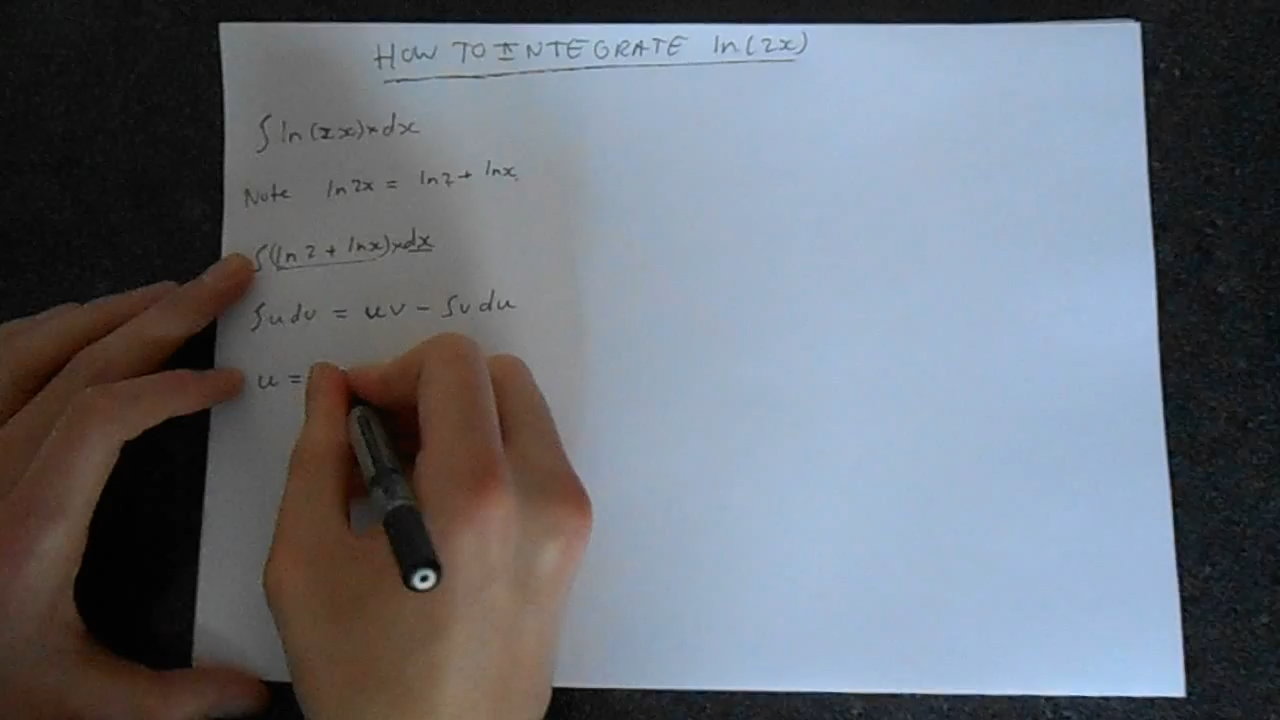 HOW TO INTEGRATE ln(2x)
∫ ln(2x)×dx
Note ln2x = ln2 + lnx.
∫(ln2 + lnx)×dx
∫udv = uv - ∫vdu
u =